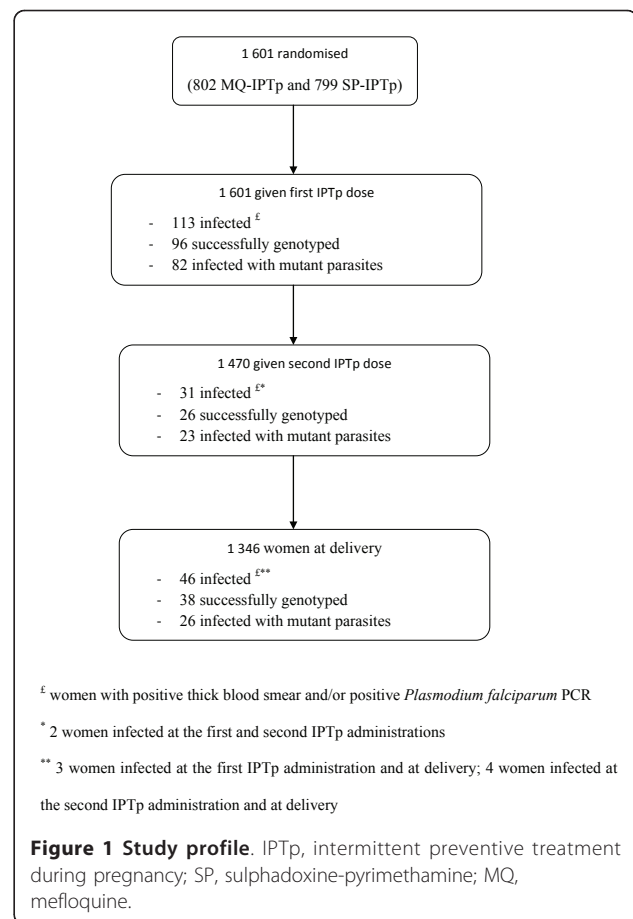 1 601 randomised
(802 MQ-IPTp and 799 SP-IPTp)
1 601 given first IPTp dose
- 113 infected £
- 96 successfully genotyped
- 82 infected with mutant parasites
1 470 given second IPTp dose
- 31 infected £*
- 26 successfully genotyped
- 23 infected with mutant parasites
1 346 women at delivery
- 46 infected £**
- 38 successfully genotyped
- 26 infected with mutant parasites
£ women with positive thick blood smear and/or positive Plasmodium falciparum PCR
* 2 women infected at the first and second IPTp administrations
** 3 women infected at the first IPTp administration and at delivery; 4 women infected at
the second IPTp administration and at delivery
Figure 1 Study profile. IPTp, intermittent preventive treatment
during pregnancy; SP, sulphadoxine-pyrimethamine; MQ,
mefloquine.